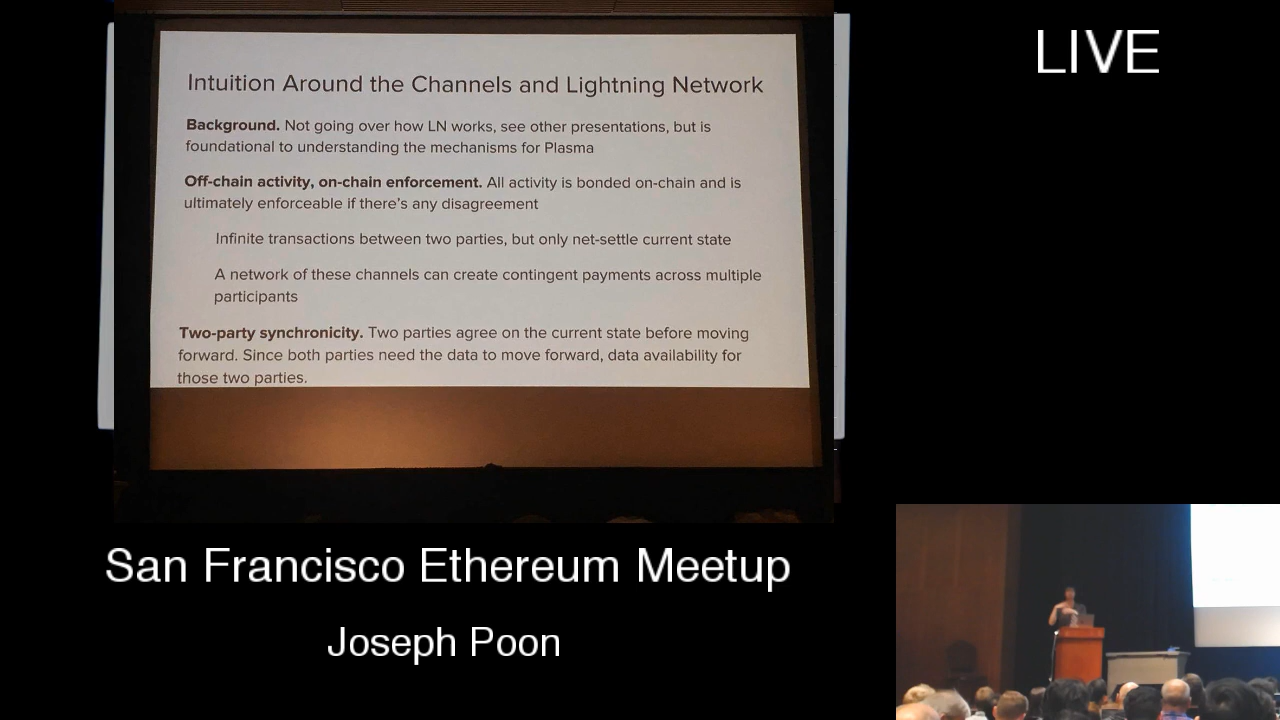 Intuition Around the Channels and Lightning Network
Background. Not going over how LN works, see other presentations, but is
foundational to understanding the mechanisms for Plasma
Off-chain activity, on-chain enforcement. All activity is bonded on-chain and is
ultimately enforceable if there's any disagreement
Infinite transactions between two parties, but only net-settle current state
A network of these channels can create contingent payments across multiple
participants
Two-party synchronicity. Two parties agree on the current state before moving
forward. Since both parties need the data to move forward, data availability for
those two parties.
LIVE
San Francisco Ethereum Meetup
Joseph Poon